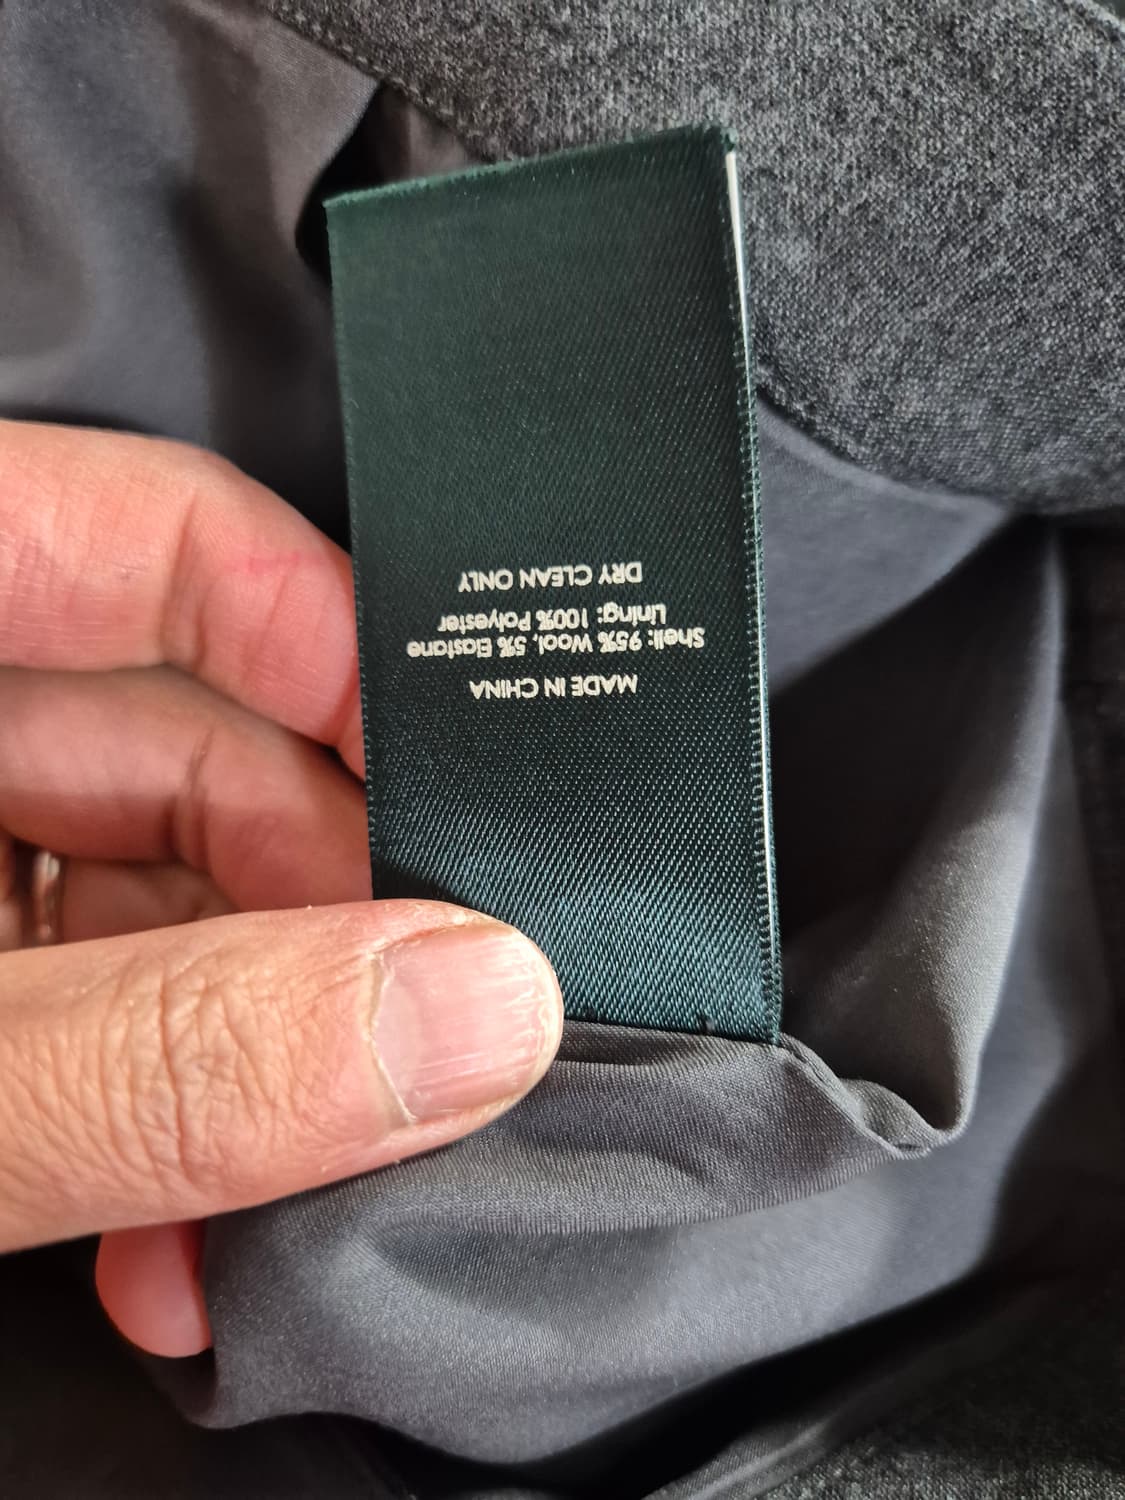 MADE IN CHINA
Shell: 95% Wool, 5% Elastane
Lining: 100% Polyester
DRY CLEAN ONLY